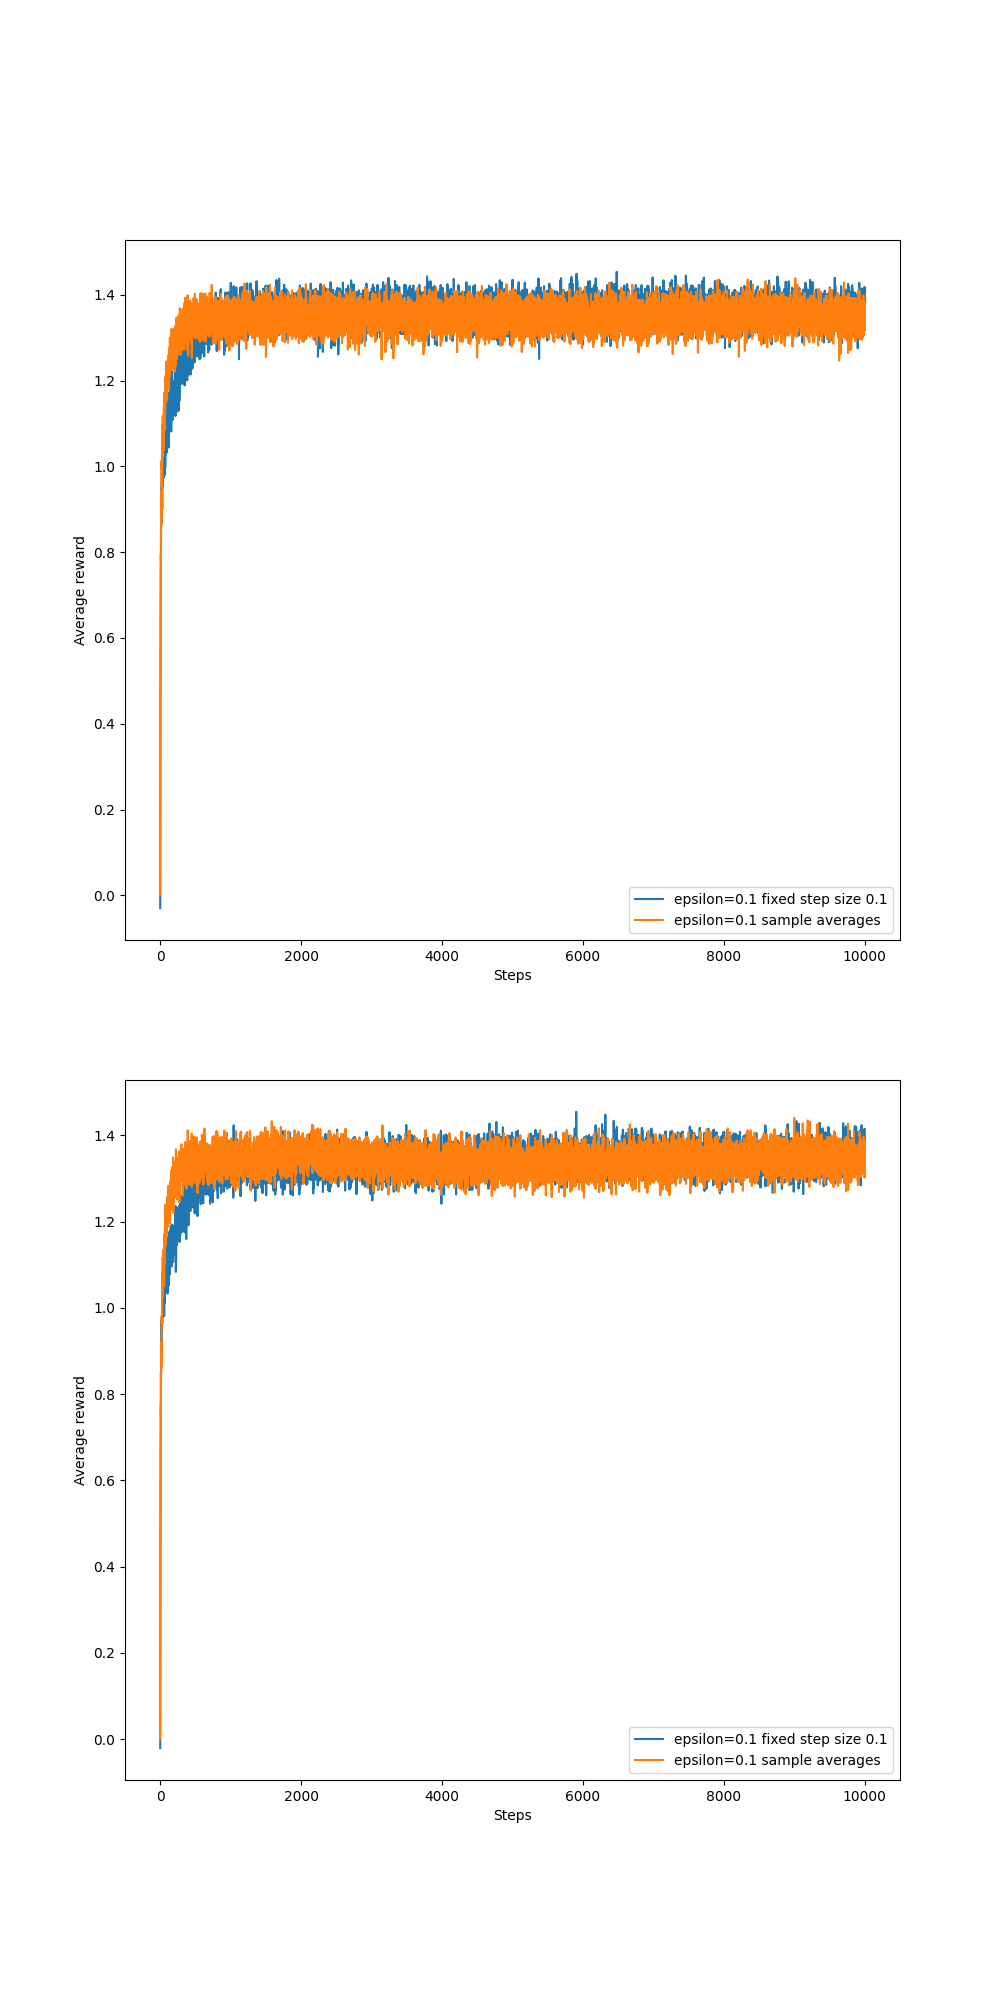 1.4
1.2
1.0
0.8
0.6
0.4
0.2
0.0
Average reward
epsilon=0.1 fixed step size 0.1
epsilon=0.1 sample averages
0 2000 4000 6000 8000 10000
Steps
1.4
1.2
1.0
0.8
0.6
0.4
0.2
0.0
Average reward
epsilon=0.1 fixed step size 0.1
epsilon=0.1 sample averages
0 2000 4000 6000 8000 10000
Steps